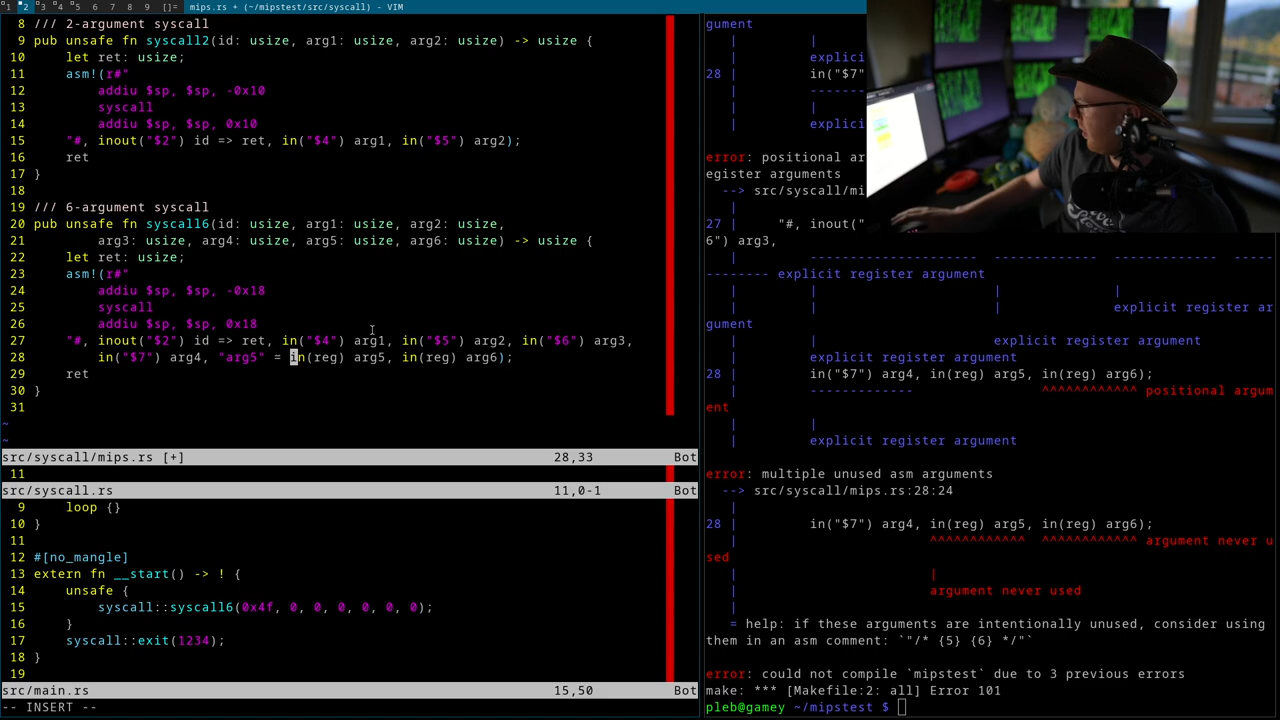 1 2 3 4 5 6 7 8 9 []= mips.rs + (~/mipstest/src/syscall) - VIM
8 /// 2-argument syscall
9 pub unsafe fn syscall2(id: usize, arg1: usize, arg2: usize) -> usize {
10     let ret: usize;
11     asm!(r#"
12         addiu $sp, $sp, -0x10
13         syscall
14         addiu $sp, $sp, 0x10
15     "#, inout("$2") id => ret, in("$4") arg1, in("$5") arg2);
16     ret
17 }
18
19 /// 6-argument syscall
20 pub unsafe fn syscall6(id: usize, arg1: usize, arg2: usize,
21         arg3: usize, arg4: usize, arg5: usize, arg6: usize) -> usize {
22     let ret: usize;
23     asm!(r#"
24         addiu $sp, $sp, -0x18
25         syscall
26         addiu $sp, $sp, 0x18
27     "#, inout("$2") id => ret, in("$4") arg1, in("$5") arg2, in("$6") arg3,
28         in("$7") arg4, "arg5" = in(reg) arg5, in(reg) arg6);
29     ret
30 }
31
~
~
src/syscall/mips.rs [+] 28,33 Bot
11
src/syscall.rs 11,0-1 Bot
9     loop {}
10 }
11
12 #[no_mangle]
13 extern fn __start() -> ! {
14     unsafe {
15         syscall::syscall6(0x4f, 0, 0, 0, 0, 0, 0);
16     }
17     syscall::exit(1234);
18 }
19
src/main.rs 15,50 Bot
-- INSERT --
gument
| |
| explici
28 | in("$7"
| -------
| |
| explici
error: positional ar
egister arguments
--> src/syscall/mi
|
27 | "#, inout("
6") arg3,
| ----------------------- ------------- ------------- -----
-------- explicit register argument
| | | |
| | | explicit register ar
gument
| | explicit register argument
| explicit register argument
28 | in("$7") arg4, in(reg) arg5, in(reg) arg6);
| ------------- ^^^^^^^^^^^^ positional argum
ent
| |
| explicit register argument
error: multiple unused asm arguments
--> src/syscall/mips.rs:28:24
|
28 | in("$7") arg4, in(reg) arg5, in(reg) arg6);
| ^^^^^^^^^^^^ ^^^^^^^^^^^^ argument never u
sed
| |
| argument never used
|
= help: if these arguments are intentionally unused, consider using
them in an asm comment: `"/* {5} {6} */"`
error: could not compile `mipstest` due to 3 previous errors
make: *** [Makefile:2: all] Error 101
pleb@gamey ~/mipstest $